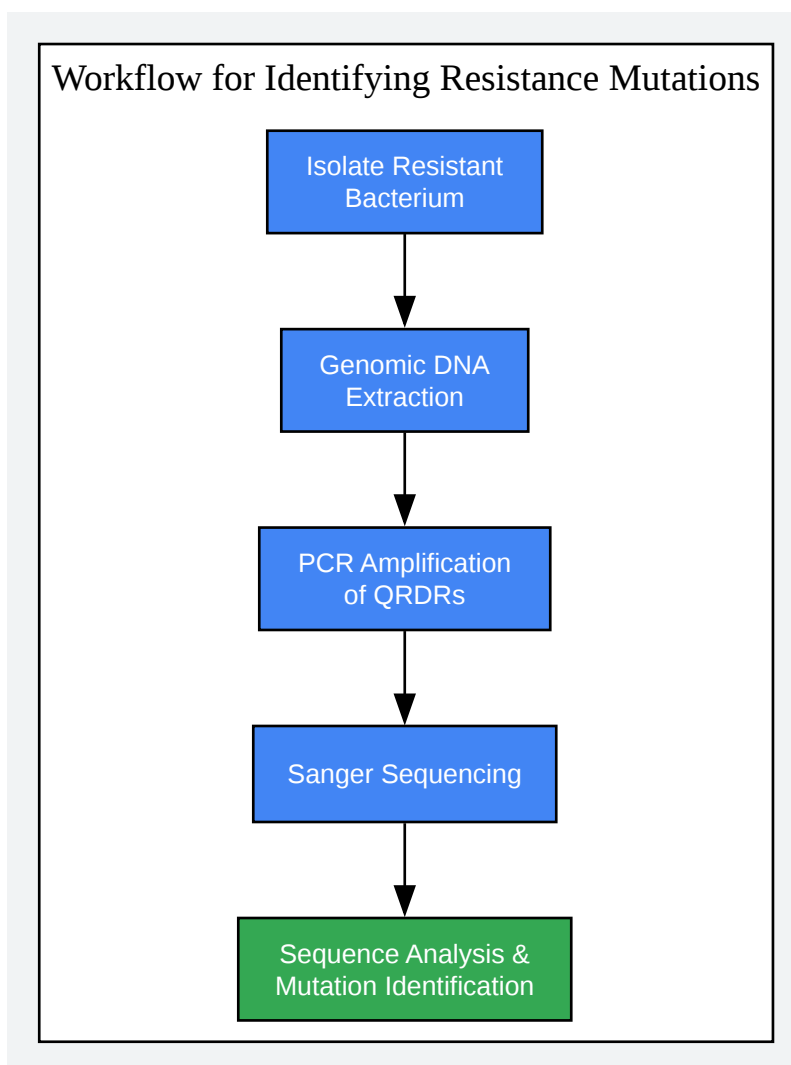 Workflow for Identifying Resistance Mutations
Isolate Resistant
Bacterium
Genomic DNA
Extraction
PCR Amplification
of QRDRs
Sanger Sequencing
Sequence Analysis &
Mutation Identification